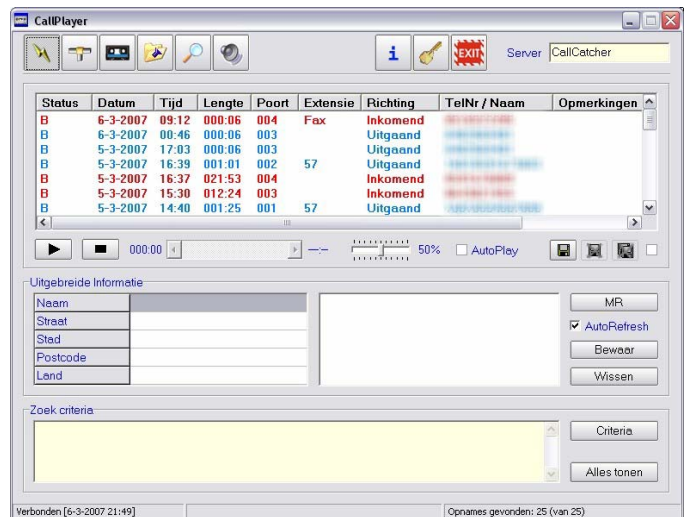 CallPlayer
i EXIT Server CallCatcher
Status Datum Tijd Lengte Poort Extensie Richting TelNr / Naam Opmerkingen
B 6-3-2007 09:12 000:06 004 Fax Inkomend
B 6-3-2007 00:46 000:06 003 Uitgaand
B 5-3-2007 17:03 000:06 003 Uitgaand
B 5-3-2007 16:39 001:01 002 57 Uitgaand
B 5-3-2007 16:37 021:53 004 Inkomend
B 5-3-2007 15:30 012:24 003 Inkomend
B 5-3-2007 14:40 001:25 001 57 Uitgaand
000:00 --:-- 50% AutoPlay
Uitgebreide Informatie
Naam
Straat
Stad
Postcode
Land
MR
AutoRefresh
Bewaar
Wissen
Zoek criteria
Criteria
Alles tonen
Verbonden [6-3-2007 21:49] Opnames gevonden: 25 (van 25)